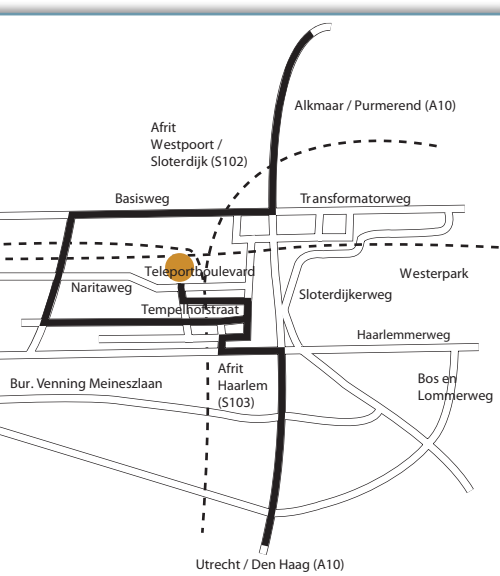 Alkmaar / Purmerend (A10)
Afrit
Westpoort /
Sloterdijk (S102)
Basisweg
Transformatorweg
Teleportboulevard
Westerpark
Naritaweg
Sloterdijkerweg
Tempelhofstraat
Haarlemmerweg
Afrit
Haarlem
(S103)
Bur. Venning Meineszlaan
Bos en
Lommerweg
Utrecht / Den Haag (A10)